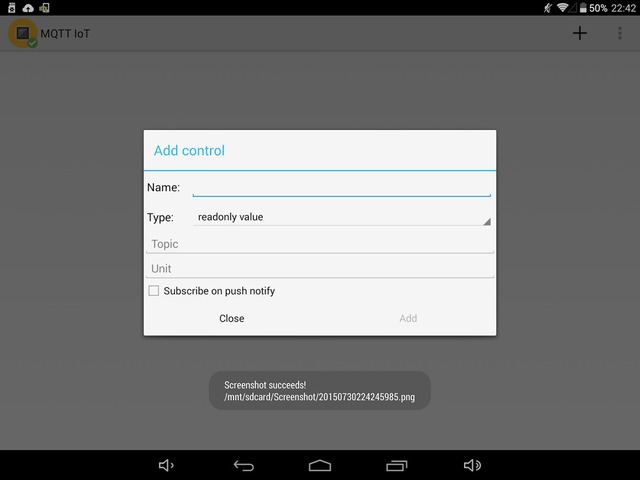 50% 22:42
MQTT IoT
Add control
Name:
Type: readonly value
Topic
Unit
Subscribe on push notify
Close Add
Screenshot succeeds!
/mnt/sdcard/Screenshot/20150730224245985.png